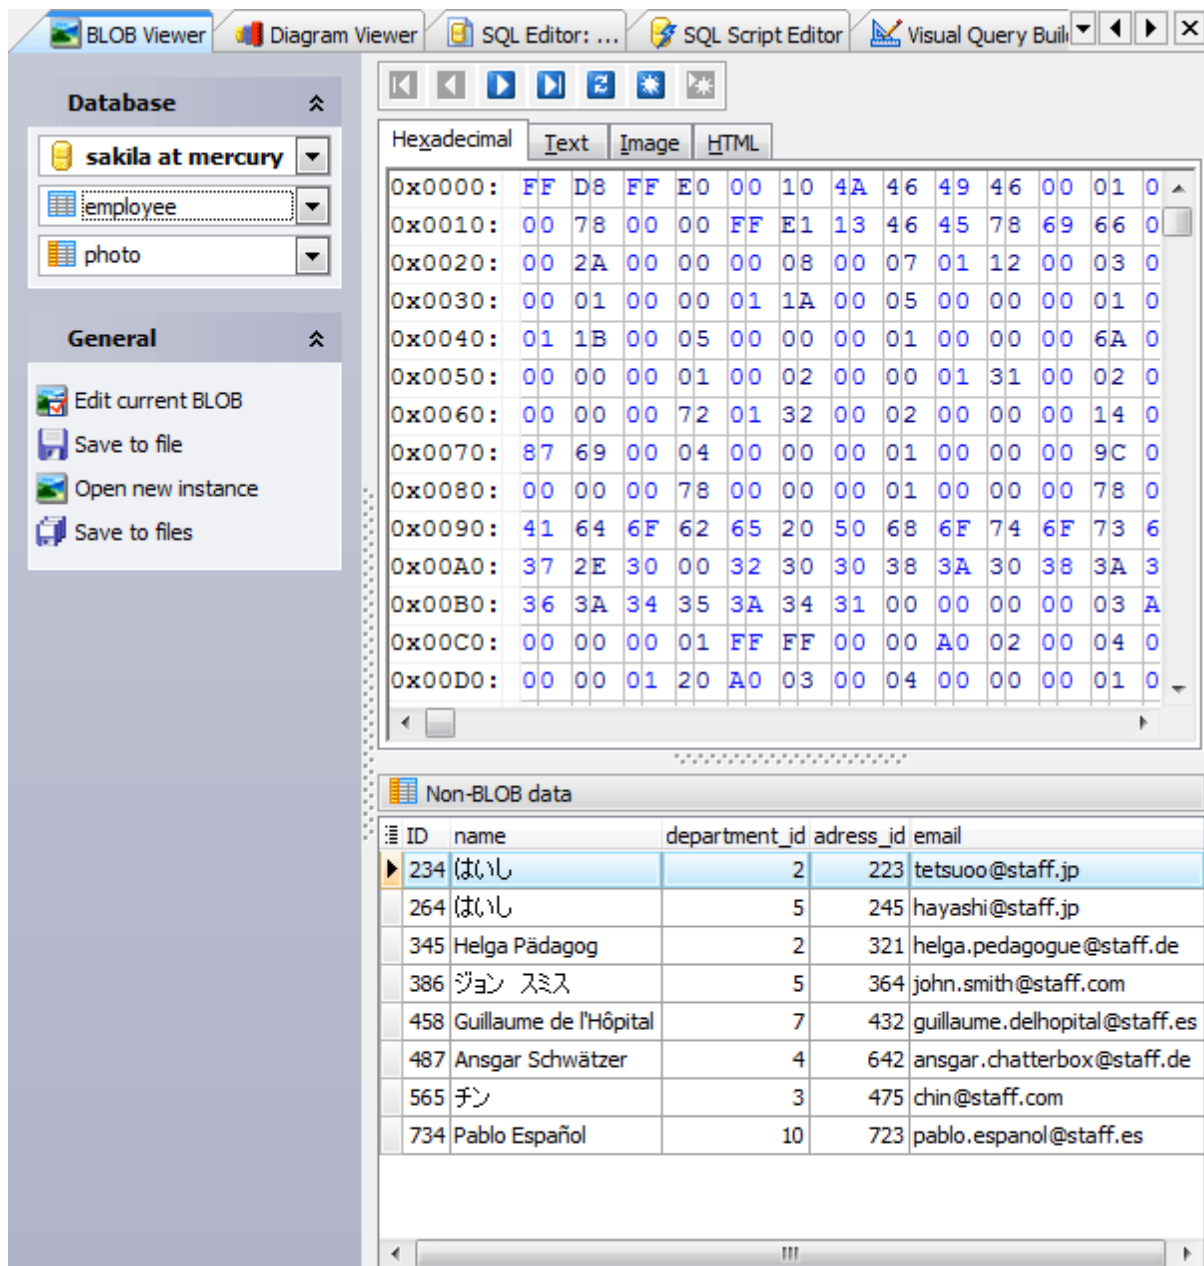 BLOB Viewer Diagram Viewer SQL Editor: ... SQL Script Editor Visual Query Buil
Database
sakila at mercury
employee
photo
General
Edit current BLOB
Save to file
Open new instance
Save to files
Hexadecimal Text Image HTML
0x0000: FF D8 FF E0 00 10 4A 46 49 46 00 01 0
0x0010: 00 78 00 00 FF E1 13 46 45 78 69 66 0
0x0020: 00 2A 00 00 00 08 00 07 01 12 00 03 0
0x0030: 00 01 00 00 01 1A 00 05 00 00 00 01 0
0x0040: 01 1B 00 05 00 00 00 01 00 00 00 6A 0
0x0050: 00 00 00 01 00 02 00 00 01 31 00 02 0
0x0060: 00 00 00 72 01 32 00 02 00 00 00 14 0
0x0070: 87 69 00 04 00 00 00 01 00 00 00 9C 0
0x0080: 00 00 00 78 00 00 00 01 00 00 00 78 0
0x0090: 41 64 6F 62 65 20 50 68 6F 74 6F 73 6
0x00A0: 37 2E 30 00 32 30 30 38 3A 30 38 3A 3
0x00B0: 36 3A 34 35 3A 34 31 00 00 00 00 03 A
0x00C0: 00 00 00 01 FF FF 00 00 A0 02 00 04 0
0x00D0: 00 00 01 20 A0 03 00 04 00 00 00 01 0
Non-BLOB data
ID name department_id adress_id email
234 はいし 2 223 tetsuoo@staff.jp
264 はいし 5 245 hayashi@staff.jp
345 Helga Pädagog 2 321 helga.pedagogue@staff.de
386 ジョン スミス 5 364 john.smith@staff.com
458 Guillaume de l'Hôpital 7 432 guillaume.delhopital@staff.es
487 Ansgar Schwätzer 4 642 ansgar.chatterbox@staff.de
565 チン 3 475 chin@staff.com
734 Pablo Español 10 723 pablo.espanol@staff.es